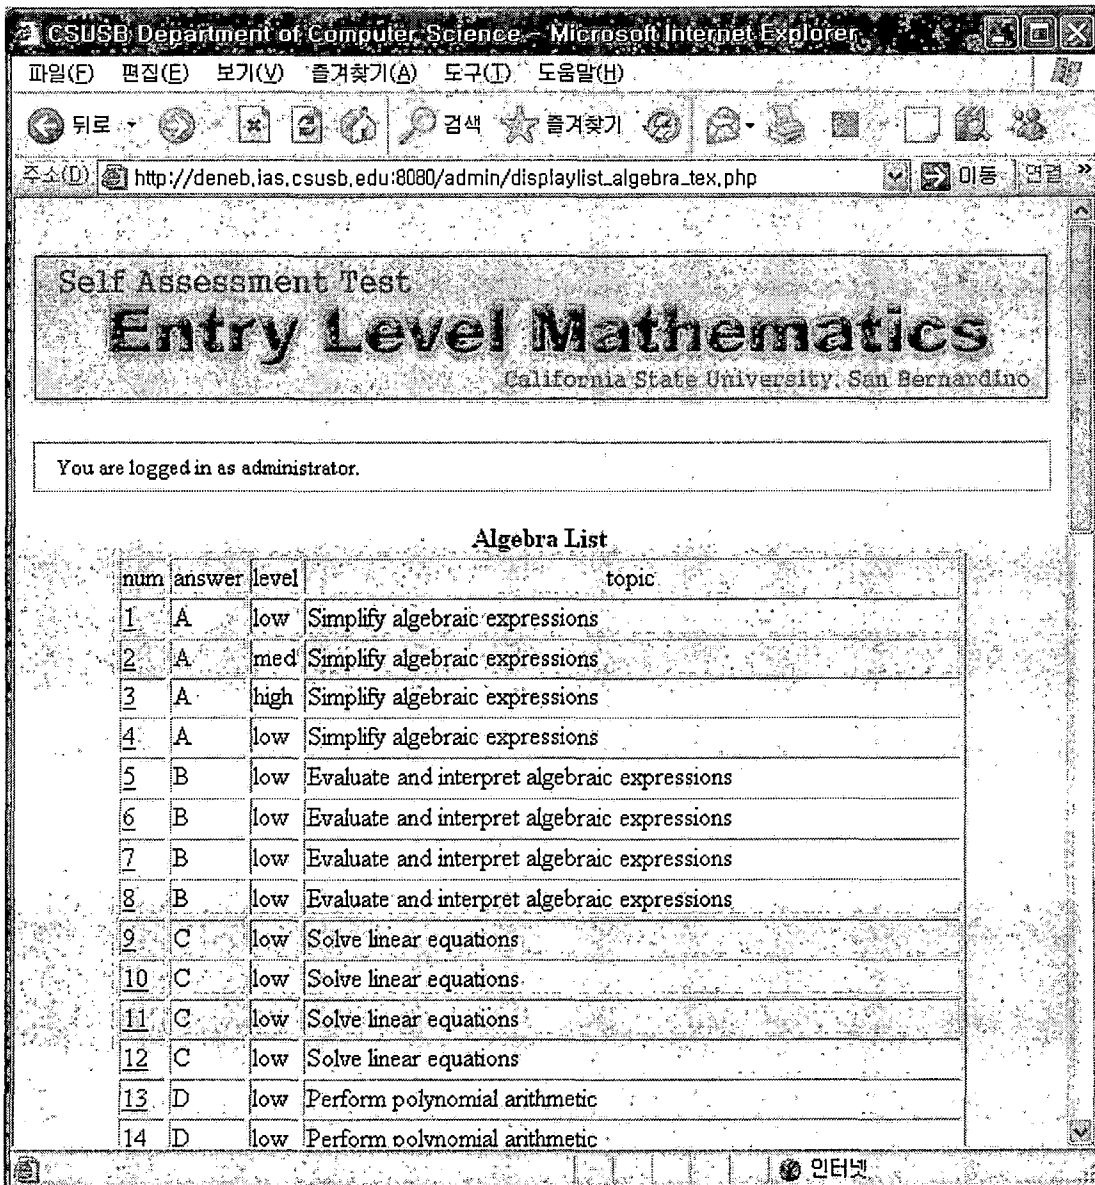 CSUSB Department of Computer Science - Microsoft Internet Explorer
파일(F) 편집(E) 보기(V) 즐겨찾기(A) 도구(T) 도움말(H)
뒤로 검색 즐겨찾기
주소(D) http://deneb.ias.csusb.edu:8080/admin/displaylist_algebra_tex.php 이동 연결 »
Self Assessment Test
Entry Level Mathematics
California State University, San Bernardino
You are logged in as administrator.
Algebra List
num answer level topic
1 A low Simplify algebraic expressions
2 A med Simplify algebraic expressions
3 A high Simplify algebraic expressions
4 A low Simplify algebraic expressions
5 B low Evaluate and interpret algebraic expressions
6 B low Evaluate and interpret algebraic expressions
7 B low Evaluate and interpret algebraic expressions
8 B low Evaluate and interpret algebraic expressions
9 C low Solve linear equations
10 C low Solve linear equations
11 C low Solve linear equations
12 C low Solve linear equations
13 D low Perform polynomial arithmetic
14 D low Perform polynomial arithmetic
인터넷